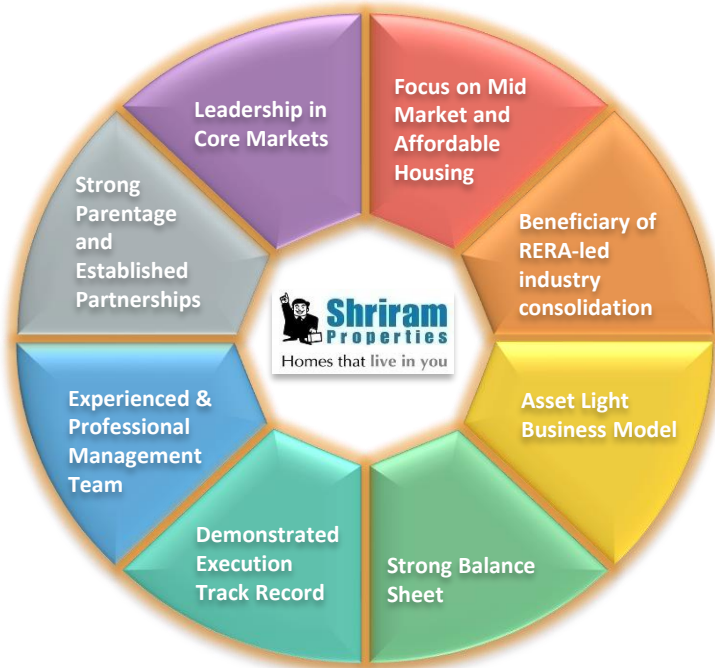 Leadership in
Core Markets
Focus on Mid
Market and
Affordable
Housing
Beneficiary of
RERA-led
industry
consolidation
Asset Light
Business Model
Strong Balance
Sheet
Demonstrated
Execution
Track Record
Experienced &
Professional
Management
Team
Strong
Parentage
and
Established
Partnerships
Shriram
Properties
Homes that live in you